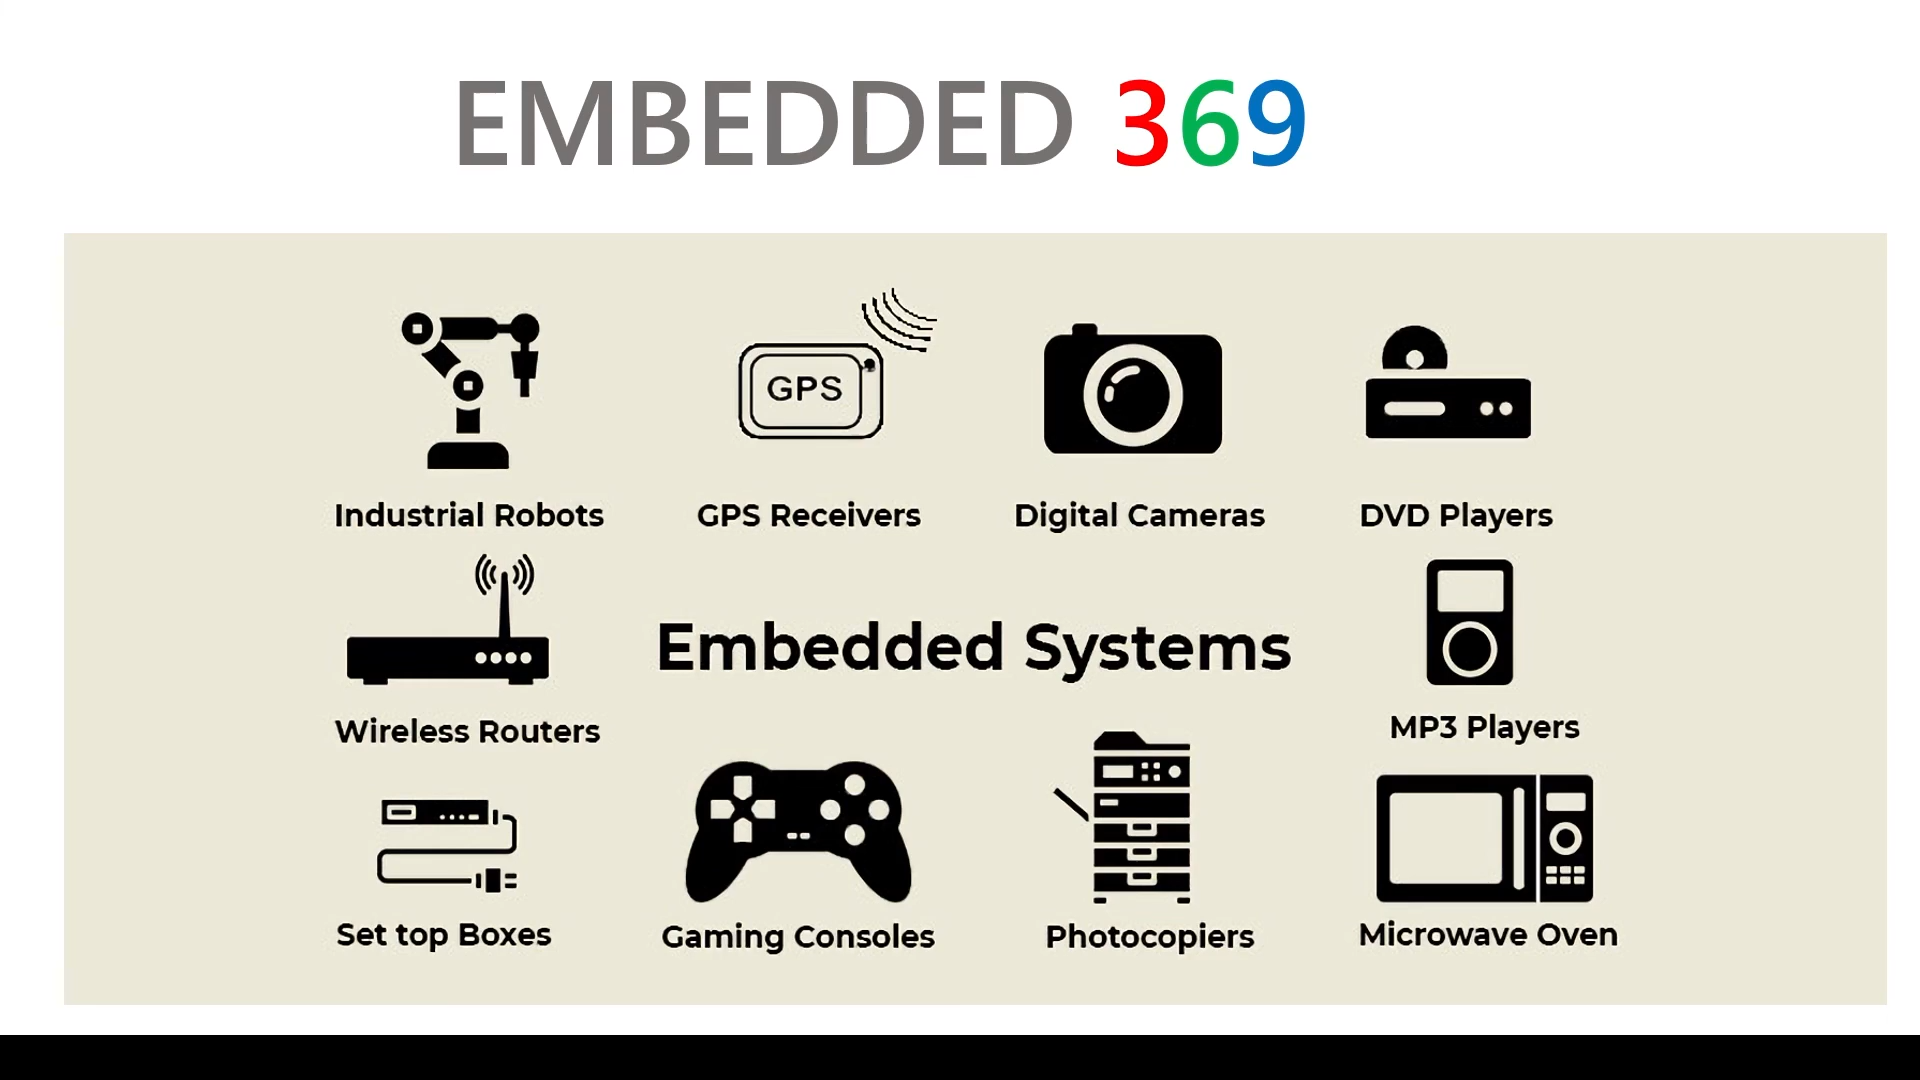 EMBEDDED 369
GPS
Industrial Robots
GPS Receivers
Digital Cameras
DVD Players
Embedded Systems
Wireless Routers
MP3 Players
Set top Boxes
Gaming Consoles
Photocopiers
Microwave Oven